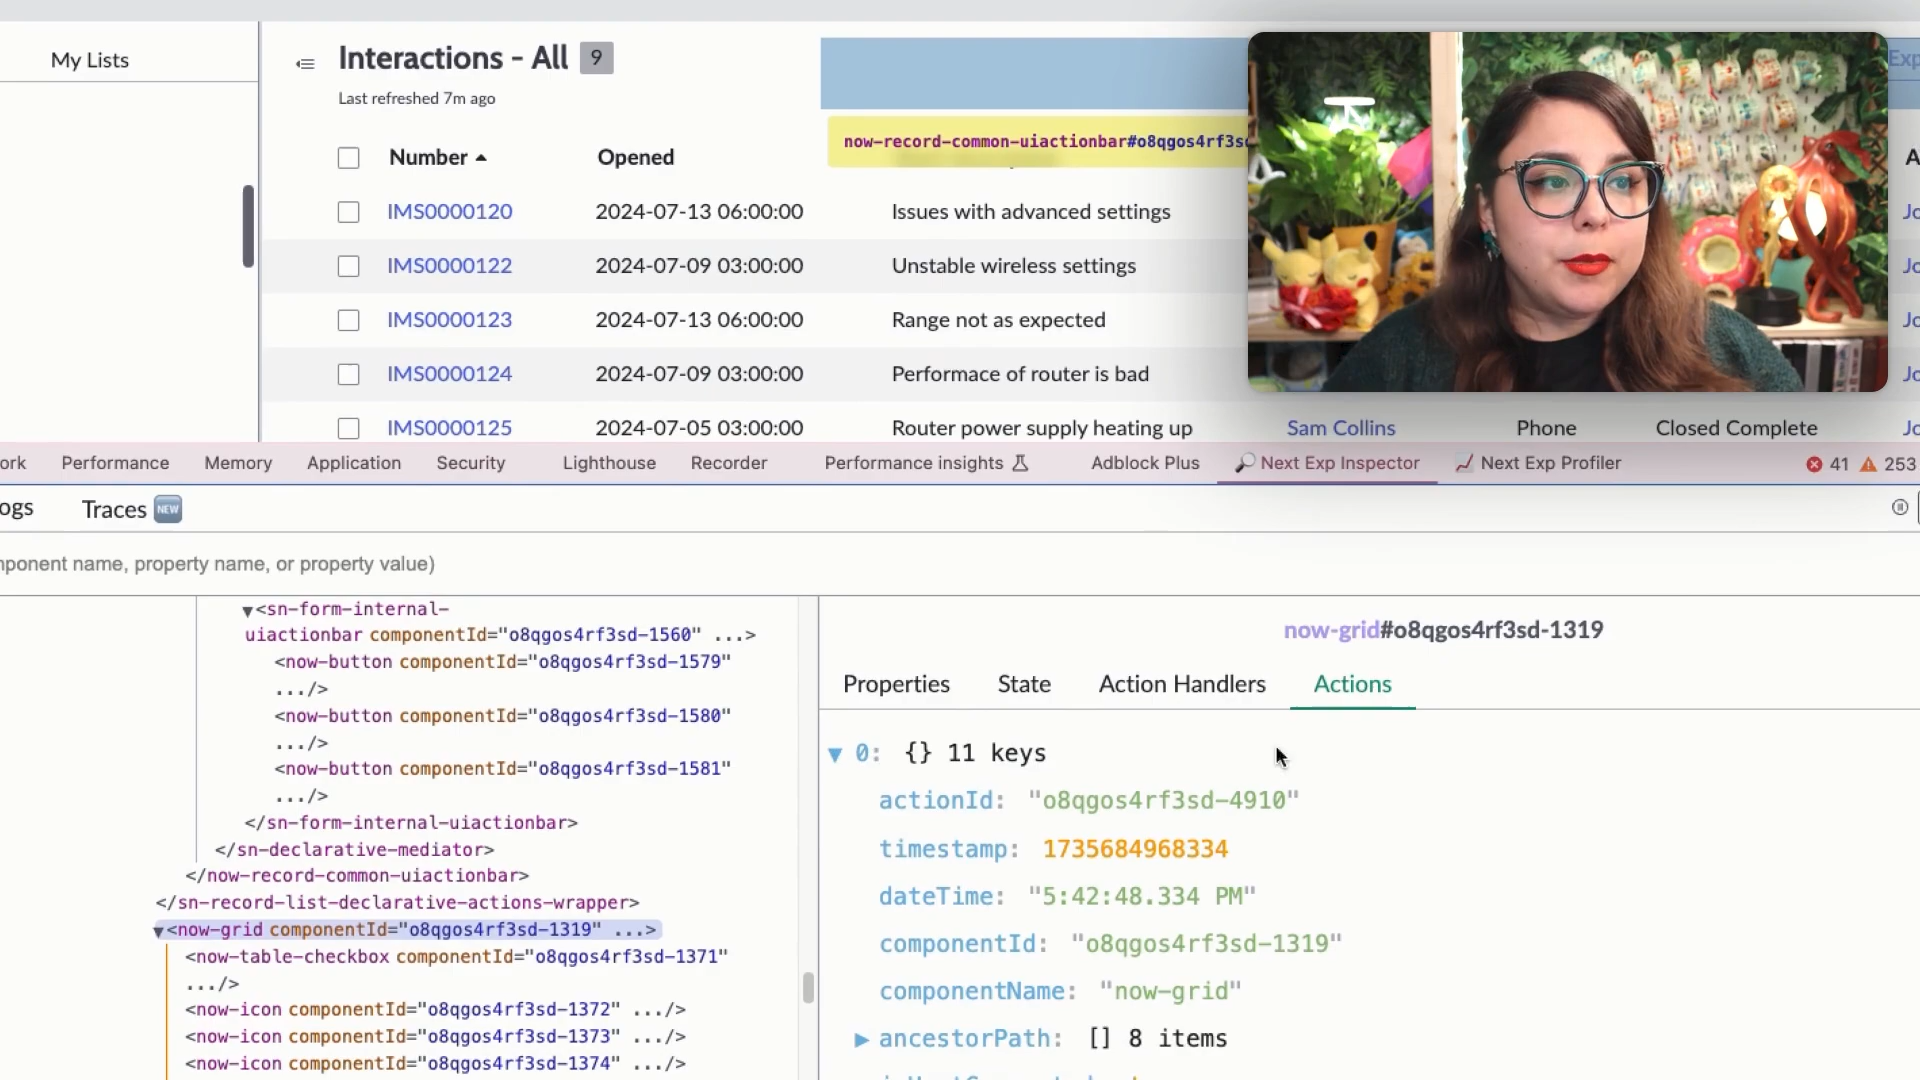 My Lists
Interactions - All 9
Last refreshed 7m ago
now-record-common-uiactionbar#o8qgos4rf3s
Number Opened
IMS0000120 2024-07-13 06:00:00 Issues with advanced settings
IMS0000122 2024-07-09 03:00:00 Unstable wireless settings
IMS0000123 2024-07-13 06:00:00 Range not as expected
IMS0000124 2024-07-09 03:00:00 Performace of router is bad
IMS0000125 2024-07-05 03:00:00 Router power supply heating up Sam Collins Phone Closed Complete
ork Performance Memory Application Security Lighthouse Recorder Performance insights Adblock Plus Next Exp Inspector Next Exp Profiler 41 253
ogs Traces NEW
mponent name, property name, or property value)
▼<sn-form-internal-
uiactionbar componentId="o8qgos4rf3sd-1560" ...>
<now-button componentId="o8qgos4rf3sd-1579"
.../>
<now-button componentId="o8qgos4rf3sd-1580"
.../>
<now-button componentId="o8qgos4rf3sd-1581"
.../>
</sn-form-internal-uiactionbar>
</sn-declarative-mediator>
</now-record-common-uiactionbar>
</sn-record-list-declarative-actions-wrapper>
▼<now-grid componentId="o8qgos4rf3sd-1319" ...>
<now-table-checkbox componentId="o8qgos4rf3sd-1371"
.../>
<now-icon componentId="o8qgos4rf3sd-1372" .../>
<now-icon componentId="o8qgos4rf3sd-1373" .../>
<now-icon componentId="o8qgos4rf3sd-1374" .../>
now-grid#o8qgos4rf3sd-1319
Properties State Action Handlers Actions
▼ 0: {} 11 keys
actionId: "o8qgos4rf3sd-4910"
timestamp: 1735684968334
dateTime: "5:42:48.334 PM"
componentId: "o8qgos4rf3sd-1319"
componentName: "now-grid"
▶ ancestorPath: [] 8 items